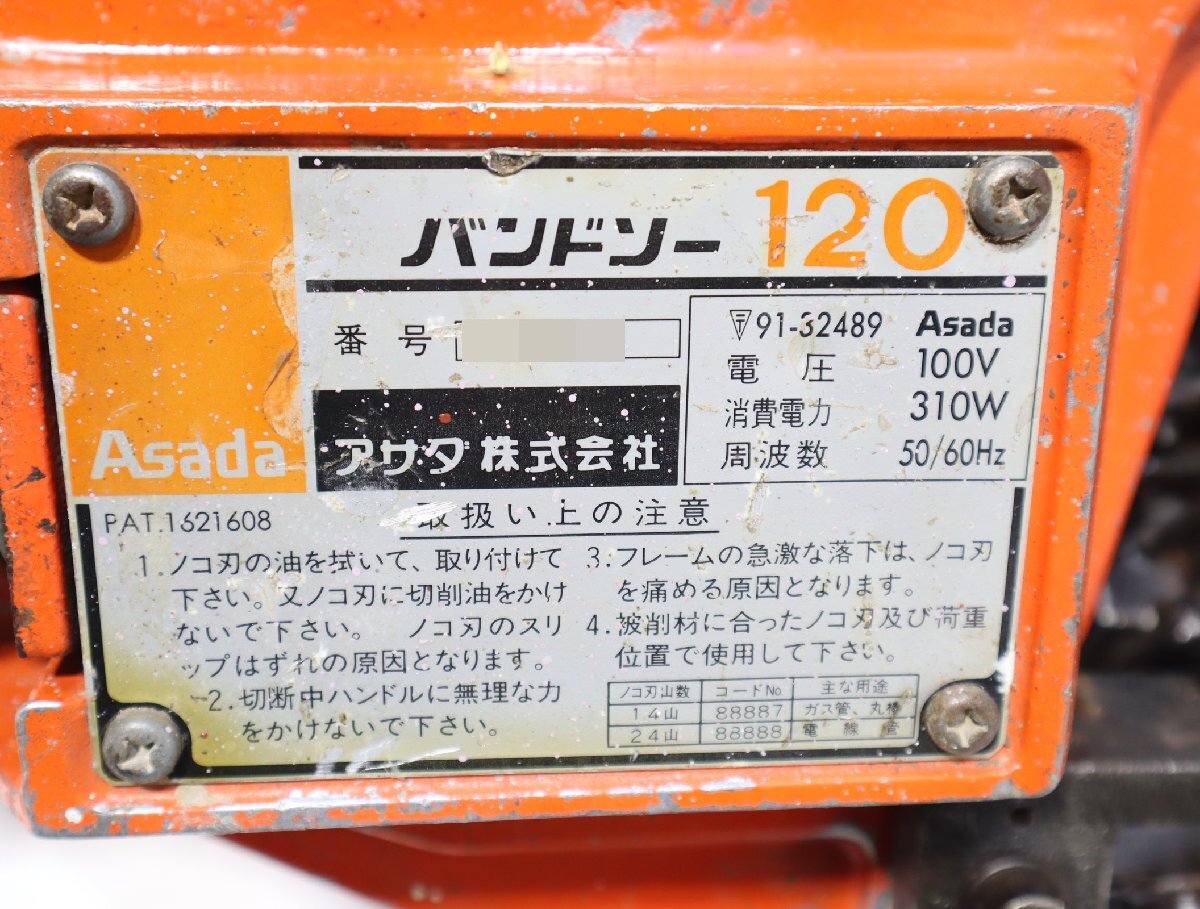 バンドソー 120
番号
〒91-32489 Asada
電圧 100V
消費電力 310W
周波数 50/60Hz
Asada
アサダ株式会社
PAT.1621608
取扱い上の注意
1.ノコ刃の油を拭いて、取り付けて
下さい。又ノコ刃に切削油をかけ
ないで下さい。 ノコ刃のスリ
ップはずれの原因となります。
2.切断中ハンドルに無理な力
をかけないで下さい。
3.フレームの急激な落下は、ノコ刃
を痛める原因となります。
4.被削材に合ったノコ刃及び荷重
位置で使用して下さい。
ノコ刃山数 コードNo 主な用途
14山 88887 ガス管、丸棒
24山 88888 電線管